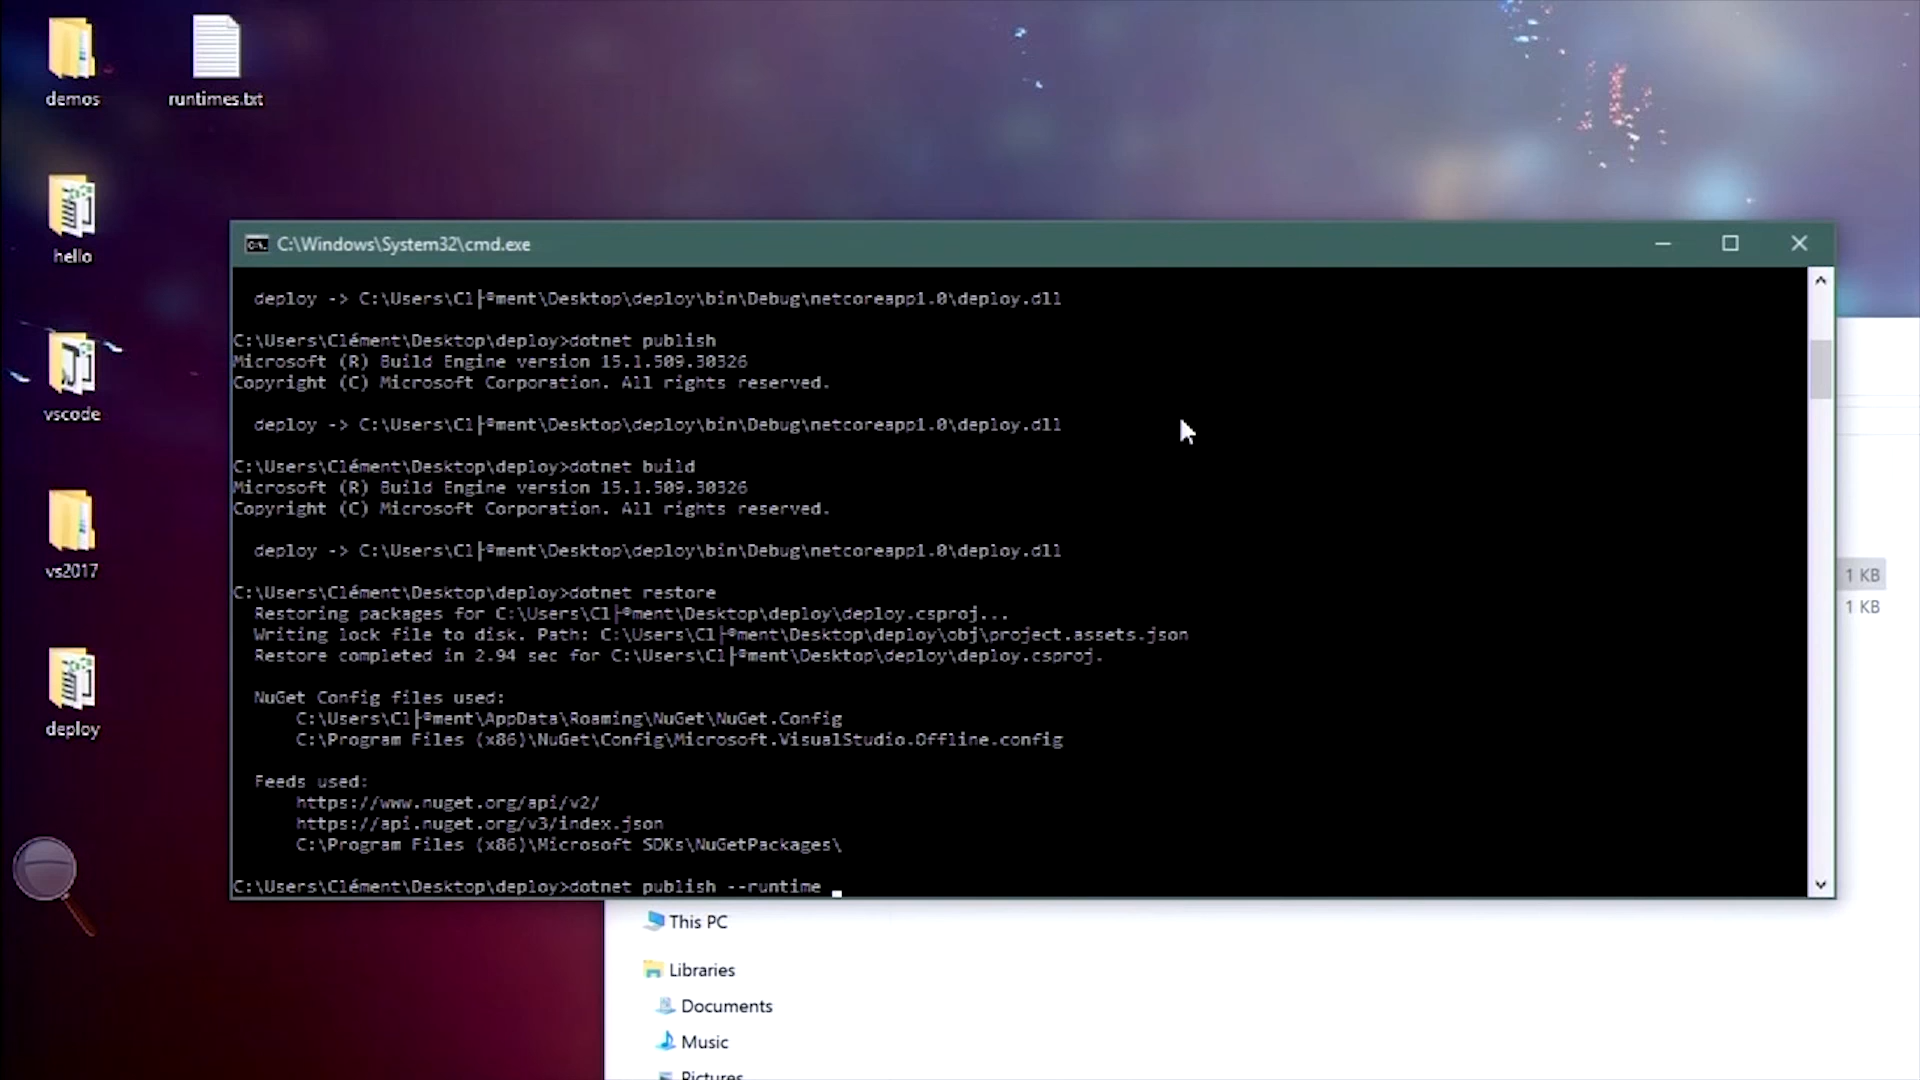 demos
runtimes.txt
hello
vscode
vs2017
deploy
C:\Windows\System32\cmd.exe
deploy -> C:\Users\Cl├®ment\Desktop\deploy\bin\Debug\netcoreapp1.0\deploy.dll
C:\Users\Clément\Desktop\deploy>dotnet publish
Microsoft (R) Build Engine version 15.1.509.30326
Copyright (C) Microsoft Corporation. All rights reserved.
deploy -> C:\Users\Cl├®ment\Desktop\deploy\bin\Debug\netcoreapp1.0\deploy.dll
C:\Users\Clément\Desktop\deploy>dotnet build
Microsoft (R) Build Engine version 15.1.509.30326
Copyright (C) Microsoft Corporation. All rights reserved.
deploy -> C:\Users\Cl├®ment\Desktop\deploy\bin\Debug\netcoreapp1.0\deploy.dll
C:\Users\Clément\Desktop\deploy>dotnet restore
Restoring packages for C:\Users\Cl├®ment\Desktop\deploy\deploy.csproj...
Writing lock file to disk. Path: C:\Users\Cl├®ment\Desktop\deploy\obj\project.assets.json
Restore completed in 2.94 sec for C:\Users\Cl├®ment\Desktop\deploy\deploy.csproj.
NuGet Config files used:
C:\Users\Cl├®ment\AppData\Roaming\NuGet\NuGet.Config
C:\Program Files (x86)\NuGet\Config\Microsoft.VisualStudio.Offline.config
Feeds used:
https://www.nuget.org/api/v2/
https://api.nuget.org/v3/index.json
C:\Program Files (x86)\Microsoft SDKs\NuGetPackages\
C:\Users\Clément\Desktop\deploy>dotnet publish --runtime
1 KB
1 KB
This PC
Libraries
Documents
Music
Pictures